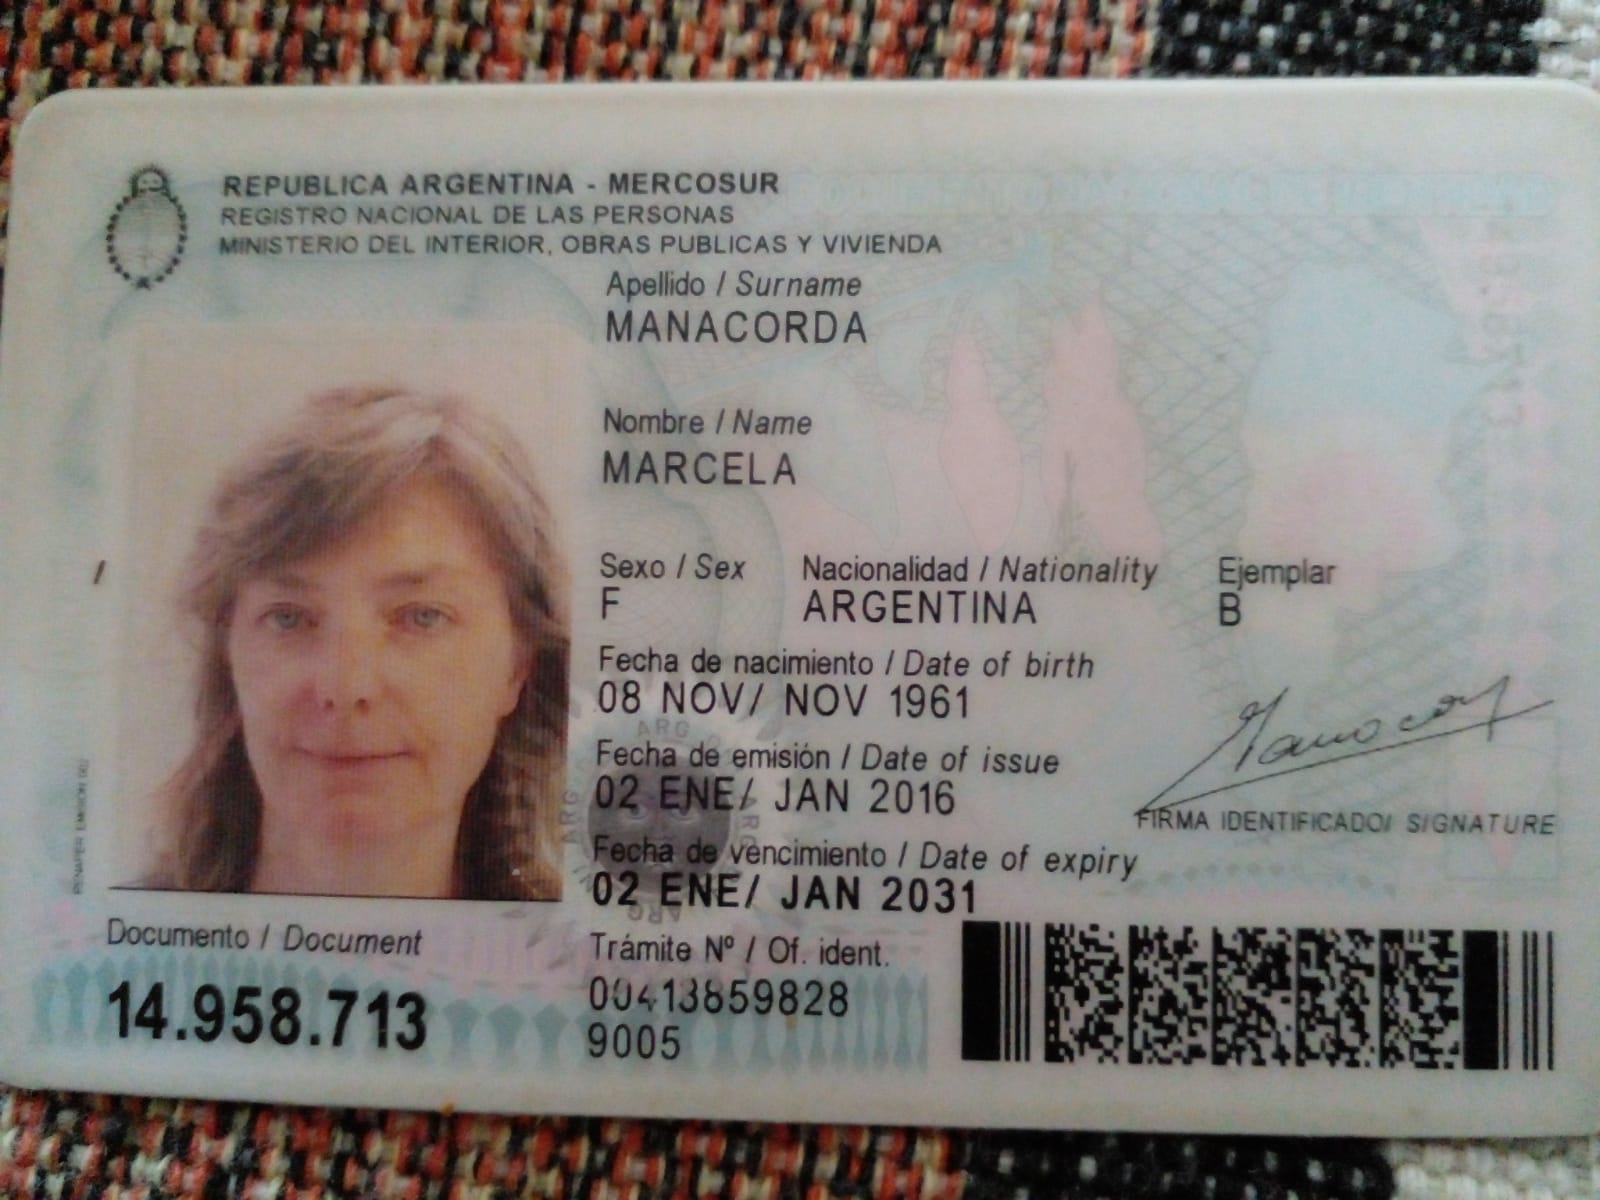 REPUBLICA ARGENTINA - MERCOSUR
REGISTRO NACIONAL DE LAS PERSONAS
MINISTERIO DEL INTERIOR, OBRAS PUBLICAS Y VIVIENDA
Apellido / Surname
MANACORDA
Nombre / Name
MARCELA
Sexo / Sex Nacionalidad / Nationality Ejemplar
F ARGENTINA B
Fecha de nacimiento / Date of birth
08 NOV/ NOV 1961
Fecha de emisión / Date of issue
02 ENE/ JAN 2016
FIRMA IDENTIFICADO/ SIGNATURE
Fecha de vencimiento / Date of expiry
02 ENE/ JAN 2031
Documento / Document
14.958.713
Trámite Nº / Of. ident.
00413859828
9005